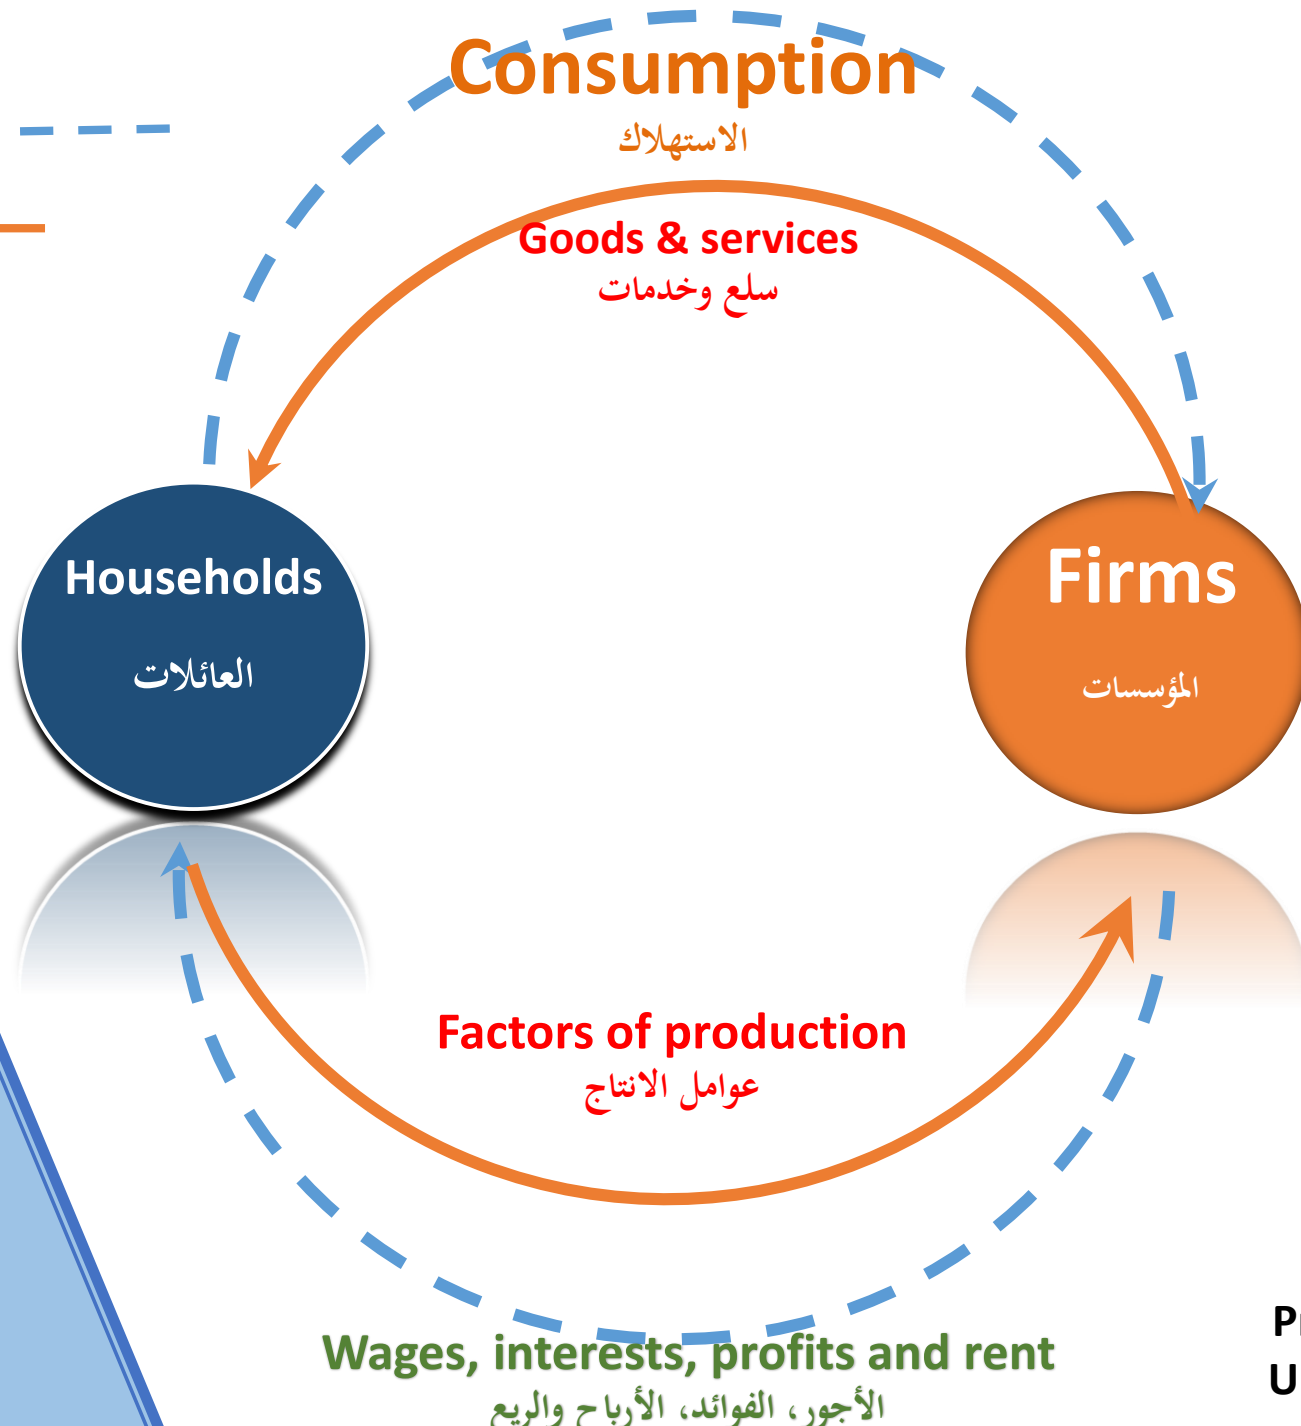 Consumption
الاستهلاك
Goods & services
سلع وخدمات
Households
العائلات
Firms
المؤسسات
Factors of production
عوامل الانتاج
Wages, interests, profits and rent
الأجور، الفوائد، الأرباح والريع